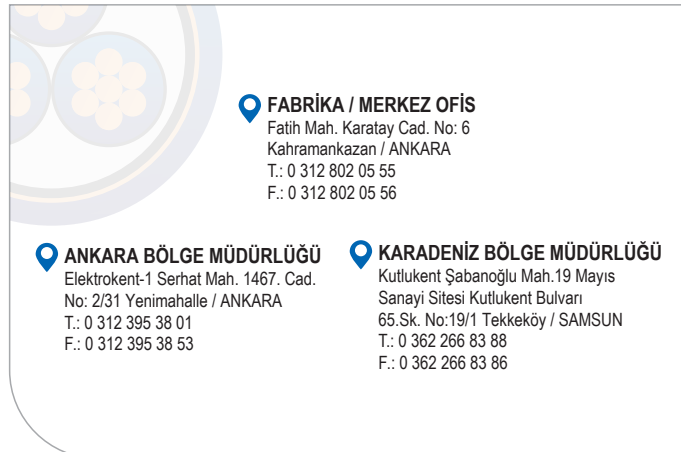 FABRİKA / MERKEZ OFİS
Fatih Mah. Karatay Cad. No: 6
Kahramankazan / ANKARA
T.: 0 312 802 05 55
F.: 0 312 802 05 56
ANKARA BÖLGE MÜDÜRLÜĞÜ
Elektrokent-1 Serhat Mah. 1467. Cad.
No: 2/31 Yenimahalle / ANKARA
T.: 0 312 395 38 01
F.: 0 312 395 38 53
KARADENİZ BÖLGE MÜDÜRLÜĞÜ
Kutlukent Şabanoğlu Mah.19 Mayıs
Sanayi Sitesi Kutlukent Bulvarı
65.Sk. No:19/1 Tekkeköy / SAMSUN
T.: 0 362 266 83 88
F.: 0 362 266 83 86